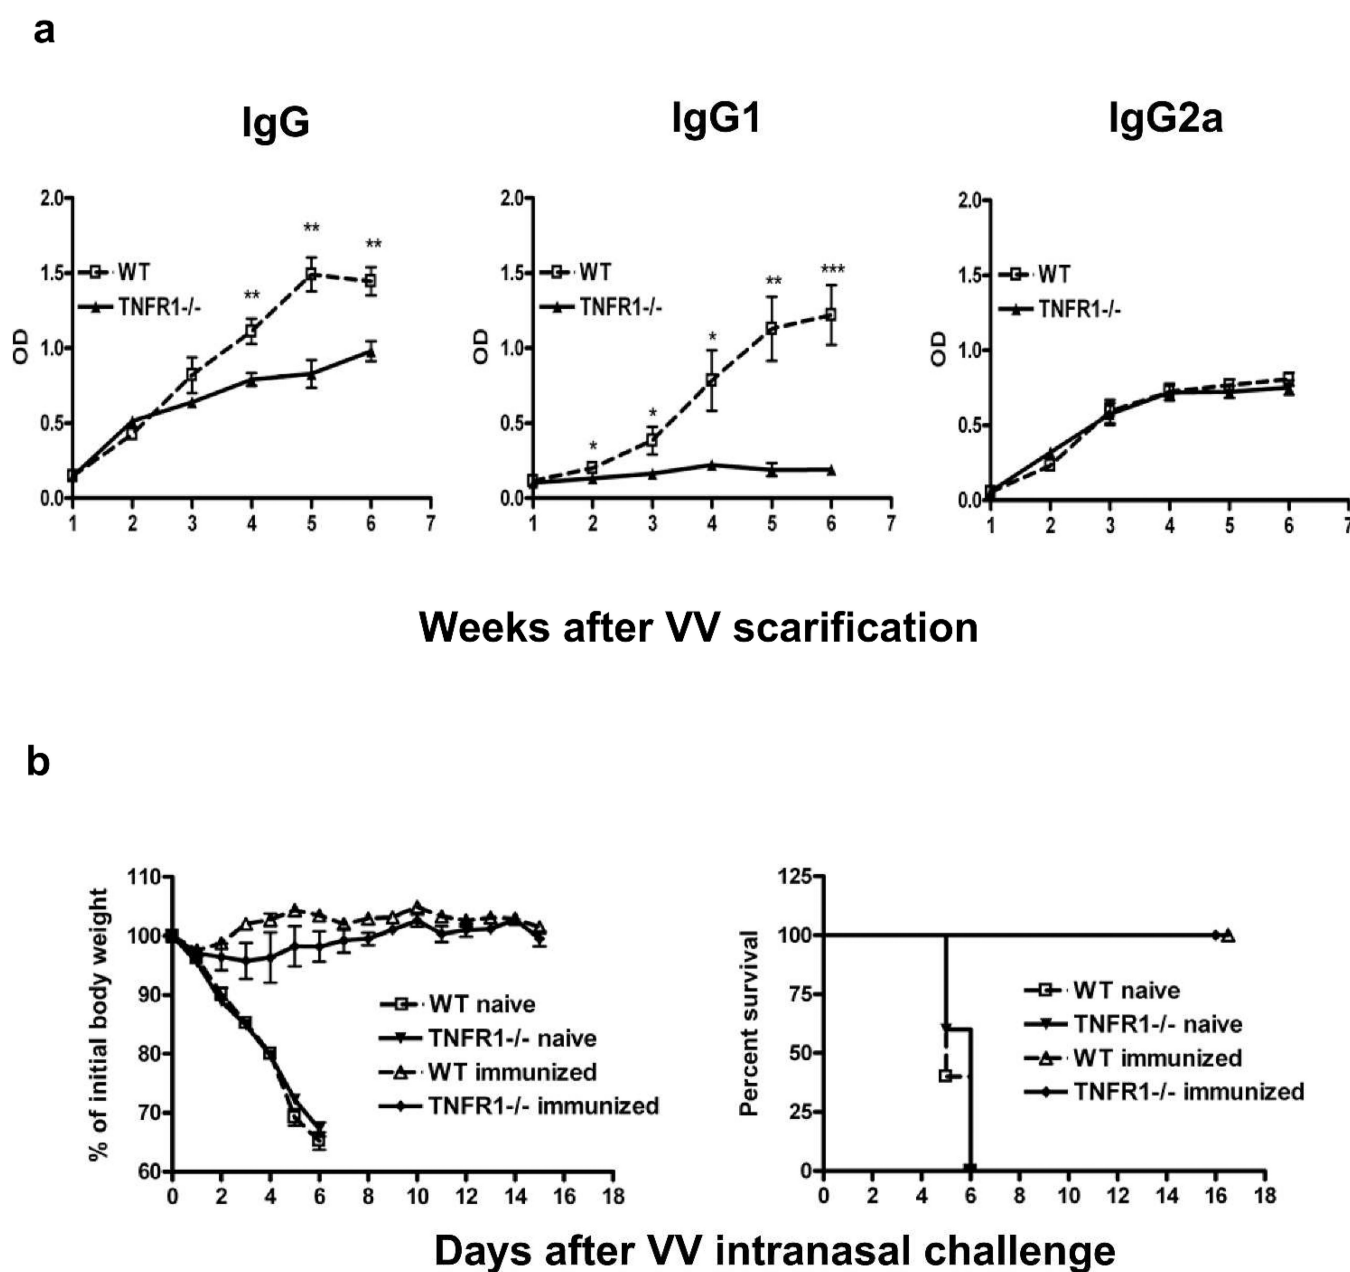 a
IgG IgG1 IgG2a
2.0 2.0 2.0
** ** ** * * * ** ***
1.5 WT 1.5 WT 1.5 WT
TNFR1-/- TNFR1-/- TNFR1-/-
OD 1.0 OD 1.0 OD 1.0
0.5 0.5 0.5
0.0 0.0 0.0
1 2 3 4 5 6 7 1 2 3 4 5 6 7 1 2 3 4 5 6 7
Weeks after VV scarification
b
% of initial body weight
110
100
90
80
70
60
WT naive
TNFR1-/- naive
WT immunized
TNFR1-/- immunized
0 2 4 6 8 10 12 14 16 18
Percent survival
125
100
75
50
25
0
WT naive
TNFR1-/- naive
WT immunized
TNFR1-/- immunized
0 2 4 6 8 10 12 14 16 18
Days after VV intranasal challenge